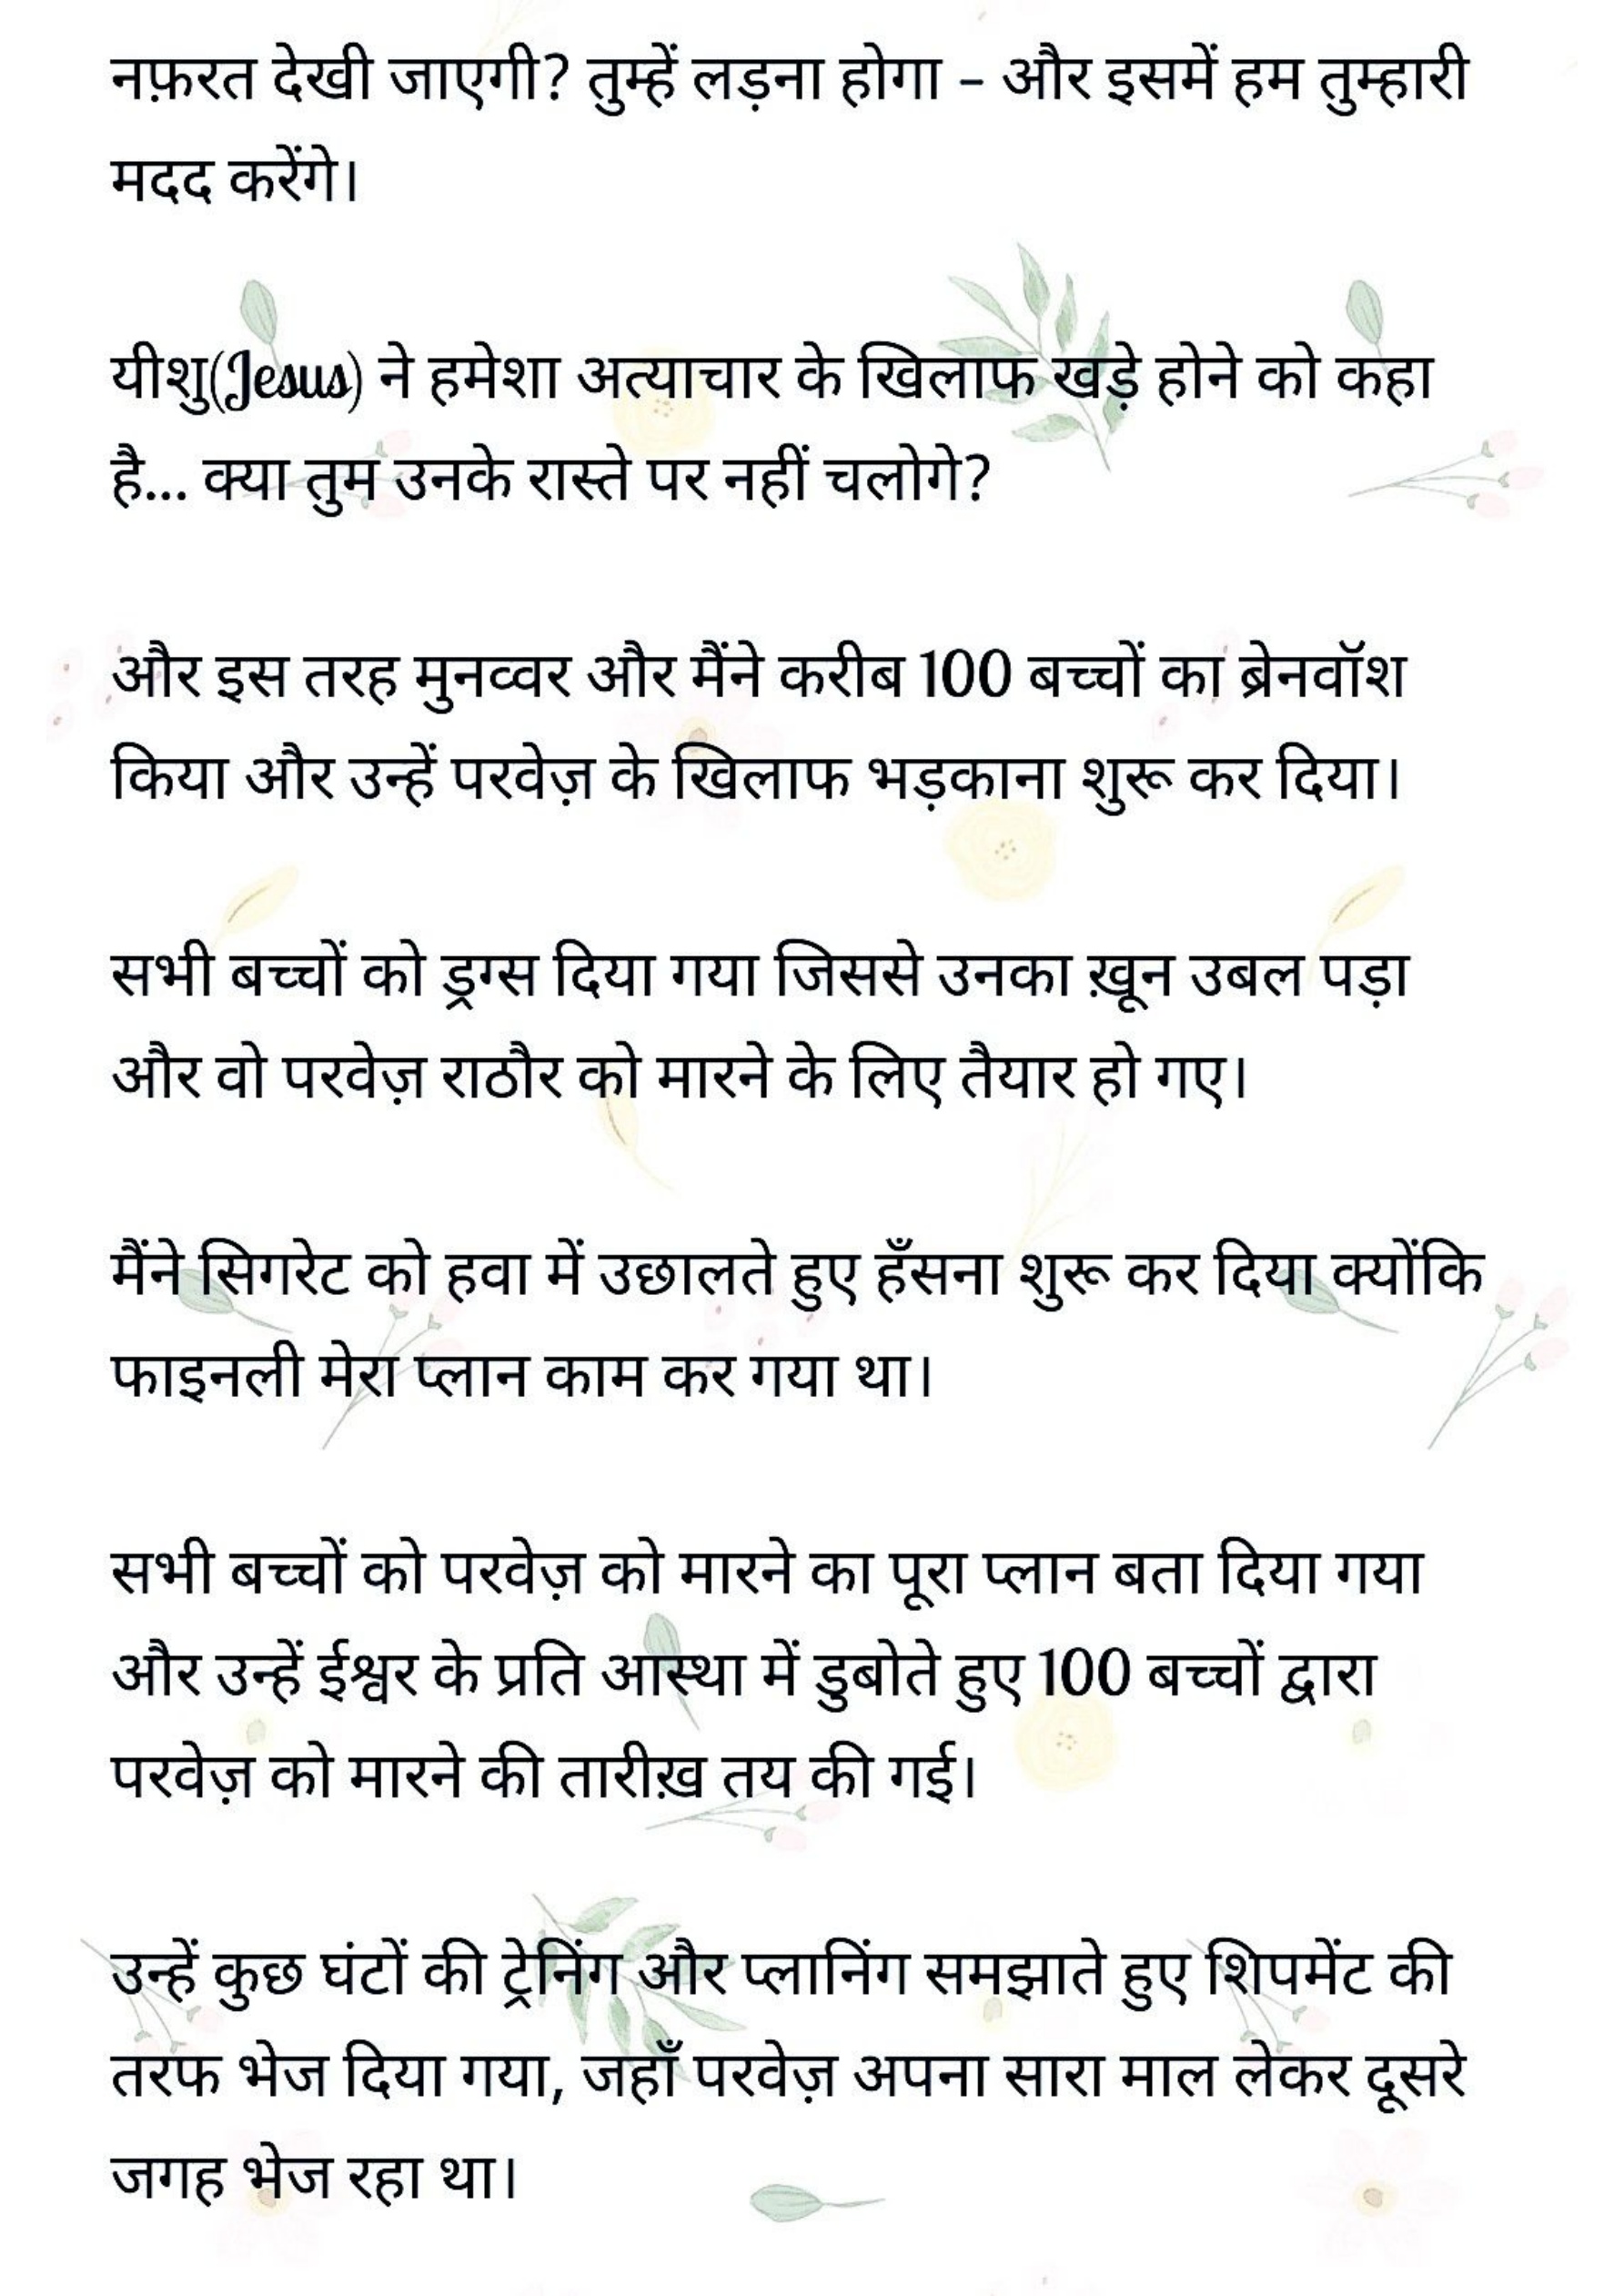 नफ़रत देखी जाएगी? तुम्हें लड़ना होगा – और इसमें हम तुम्हारी
मदद करेंगे।
यीशु(Jesus) ने हमेशा अत्याचार के खिलाफ खड़े होने को कहा
है... क्या तुम उनके रास्ते पर नहीं चलोगे?
और इस तरह मुनव्वर और मैंने करीब 100 बच्चों का ब्रेनवॉश
किया और उन्हें परवेज़ के खिलाफ भड़काना शुरू कर दिया।
सभी बच्चों को ड्रग्स दिया गया जिससे उनका ख़ून उबल पड़ा
और वो परवेज़ राठौर को मारने के लिए तैयार हो गए।
मैंने सिगरेट को हवा में उछालते हुए हँसना शुरू कर दिया क्योंकि
फाइनली मेरा प्लान काम कर गया था।
सभी बच्चों को परवेज़ को मारने का पूरा प्लान बता दिया गया
और उन्हें ईश्वर के प्रति आस्था में डुबोते हुए 100 बच्चों द्वारा
परवेज़ को मारने की तारीख़ तय की गई।
उन्हें कुछ घंटों की ट्रेनिंग और प्लानिंग समझाते हुए शिपमेंट की
तरफ भेज दिया गया, जहाँ परवेज़ अपना सारा माल लेकर दूसरे
जगह भेज रहा था।